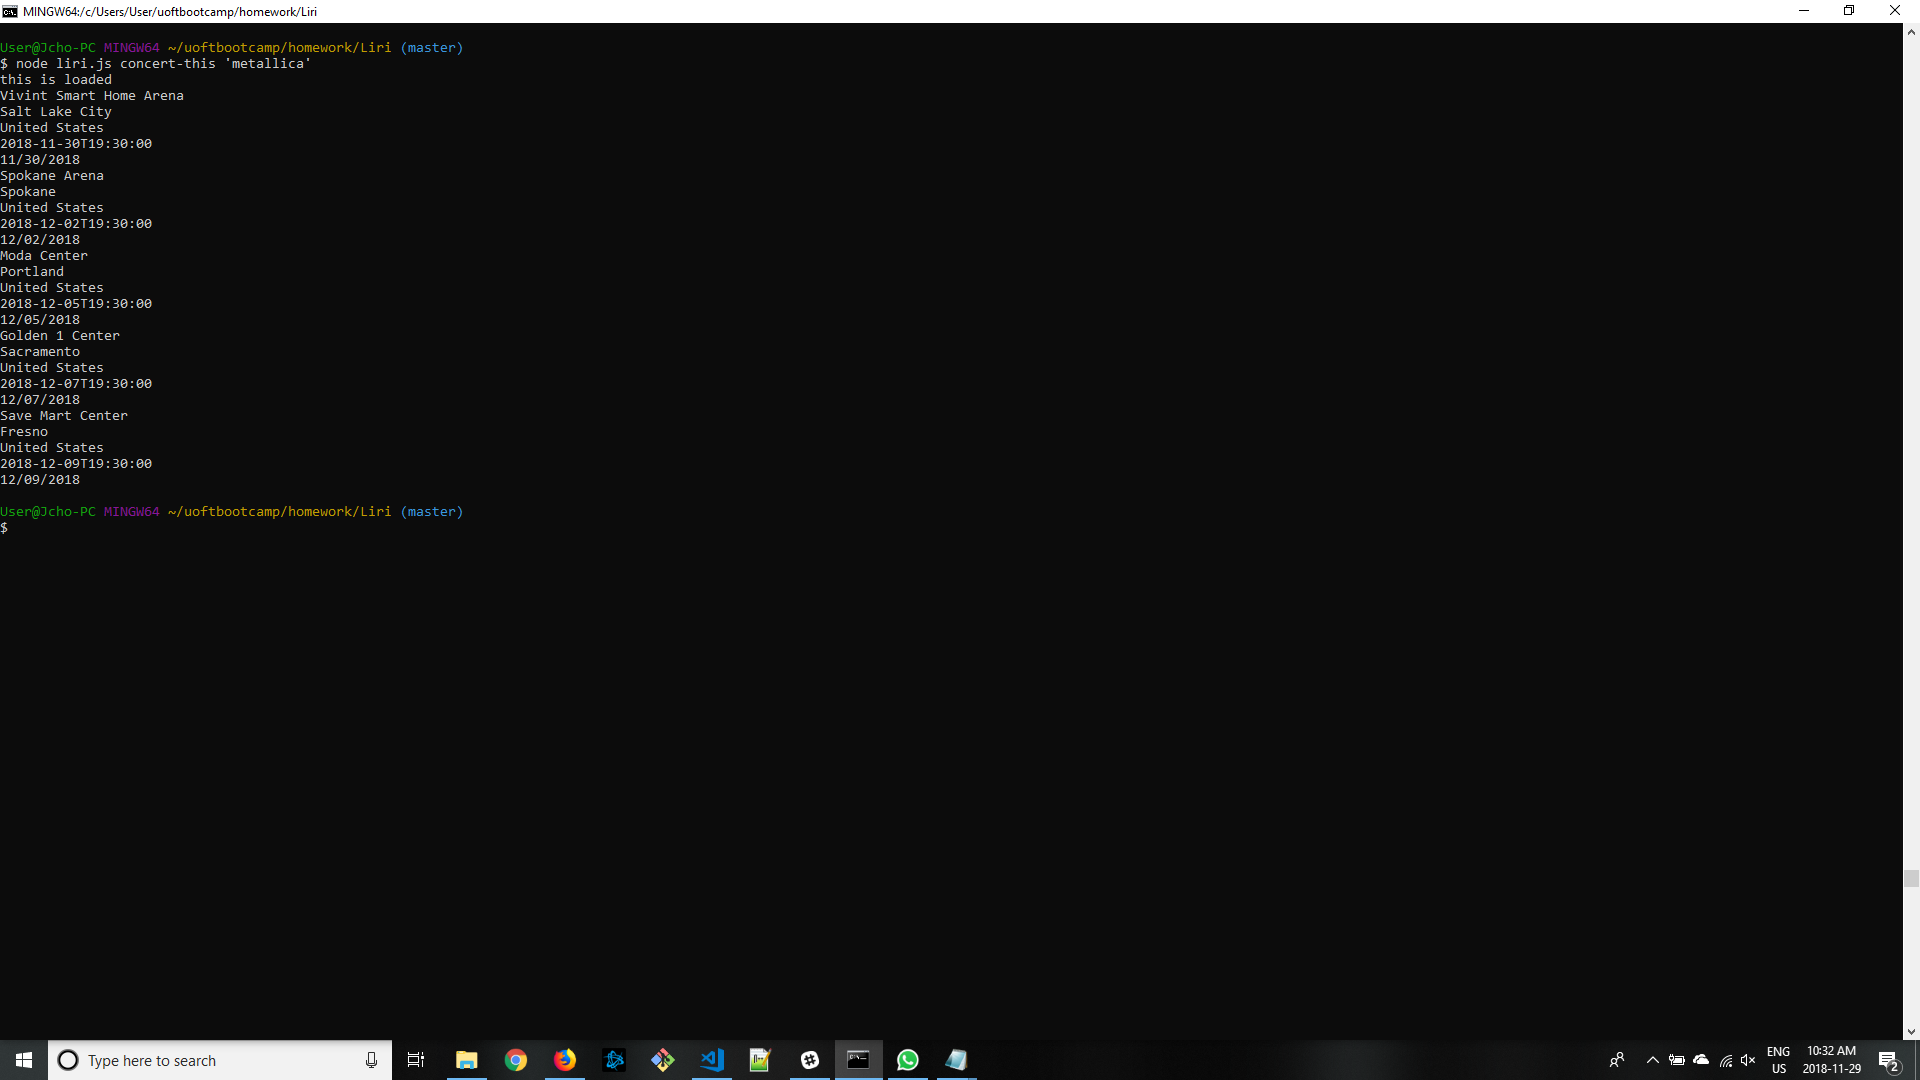 MINGW64:/c/Users/User/uoftbootcamp/homework/Liri
User@Jcho-PC MINGW64 ~/uoftbootcamp/homework/Liri (master)
$ node liri.js concert-this 'metallica'
this is loaded
Vivint Smart Home Arena
Salt Lake City
United States
2018-11-30T19:30:00
11/30/2018
Spokane Arena
Spokane
United States
2018-12-02T19:30:00
12/02/2018
Moda Center
Portland
United States
2018-12-05T19:30:00
12/05/2018
Golden 1 Center
Sacramento
United States
2018-12-07T19:30:00
12/07/2018
Save Mart Center
Fresno
United States
2018-12-09T19:30:00
12/09/2018
User@Jcho-PC MINGW64 ~/uoftbootcamp/homework/Liri (master)
$
Type here to search
ENG
US
10:32 AM
2018-11-29
2